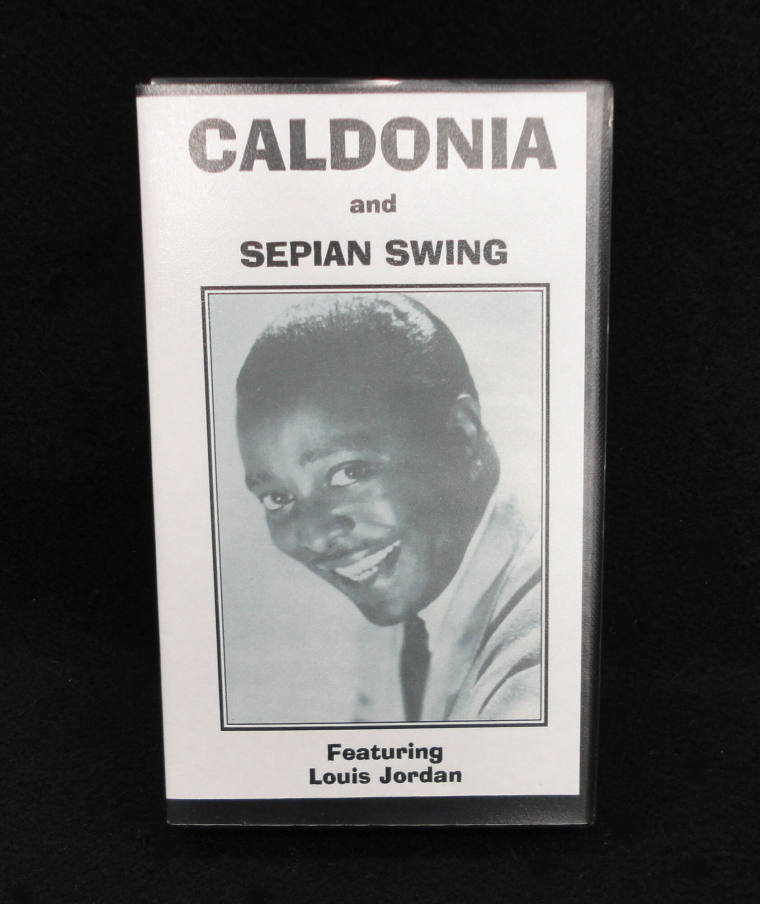 CALDONIA
and
SEPIAN SWING
Featuring
Louis Jordan